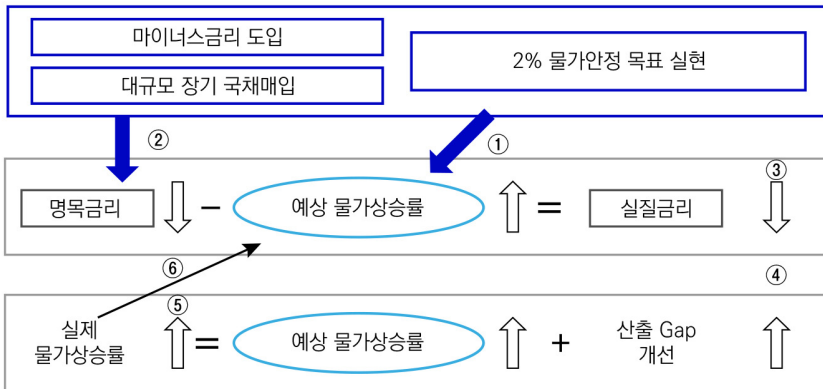 마이너스금리 도입
대규모 장기 국채매입
2% 물가안정 목표 실현
②
①
명목금리
−
예상 물가상승률
=
실질금리
③
⑥
④
실제
물가상승률
⑤
=
예상 물가상승률
+
산출 Gap
개선